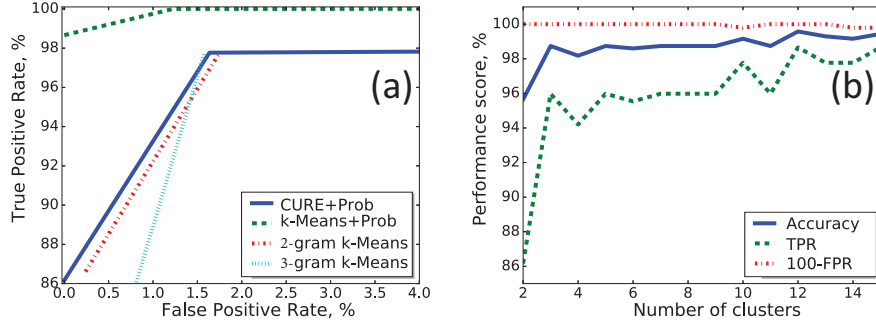 100
98
96
94
92
90
88
86
0.0 0.5 1.0 1.5 2.0 2.5 3.0 3.5 4.0
True Positive Rate, %
False Positive Rate, %
(a)
CURE+Prob
k-Means+Prob
2-gram k-Means
3-gram k-Means
100
98
96
94
92
90
88
86
2 4 6 8 10 12 14
Performance score, %
Number of clusters
(b)
Accuracy
TPR
100-FPR